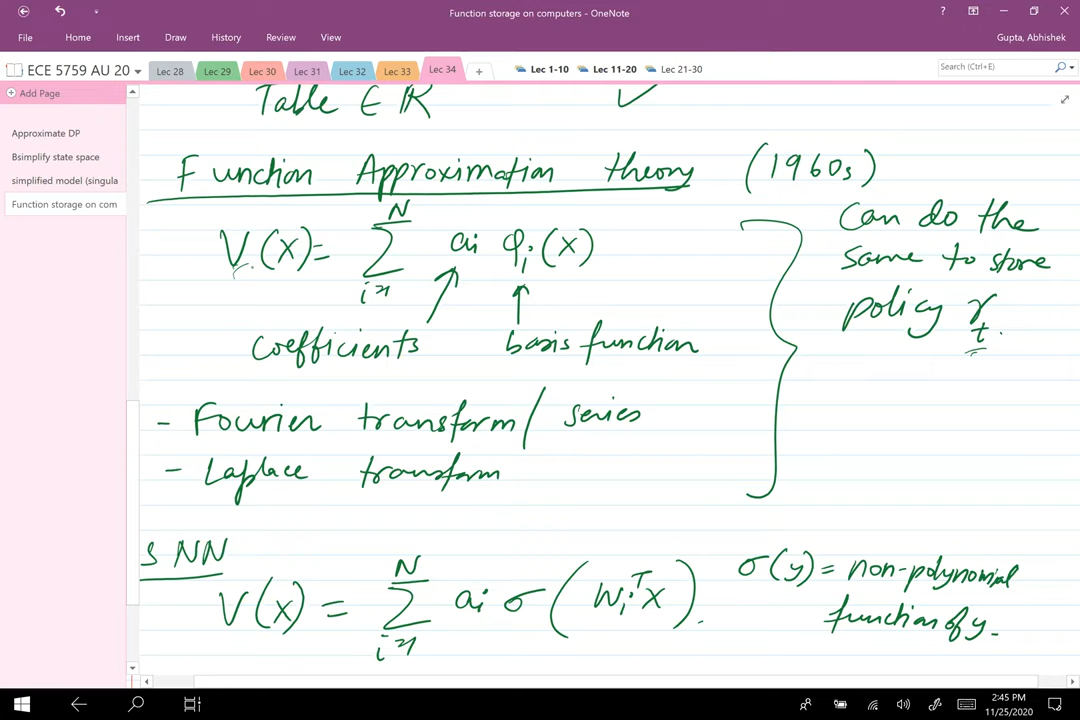 Function storage on computers - OneNote
File Home Insert Draw History Review View
Gupta, Abhishek
ECE 5759 AU 20
Lec 28 Lec 29 Lec 30 Lec 31 Lec 32 Lec 33 Lec 34 + Lec 1-10 Lec 11-20 Lec 21-30
Search (Ctrl+E)
Add Page
Approximate DP
Bsimplify state space
simplified model (singula
Function storage on com
Table ∈ ℝ
Function Approximation theory (1960s)
V(x) = ∑_{i=1}^{N} ai φi(x)
coefficients basis function
- Fourier transform / series
- Laplace transform
Can do the
same to store
policy γt.
s NN
V(x) = ∑_{i=1}^{N} ai σ(wiᵀx).
σ(y) = non-polynomial
function of y.
2:45 PM
11/25/2020